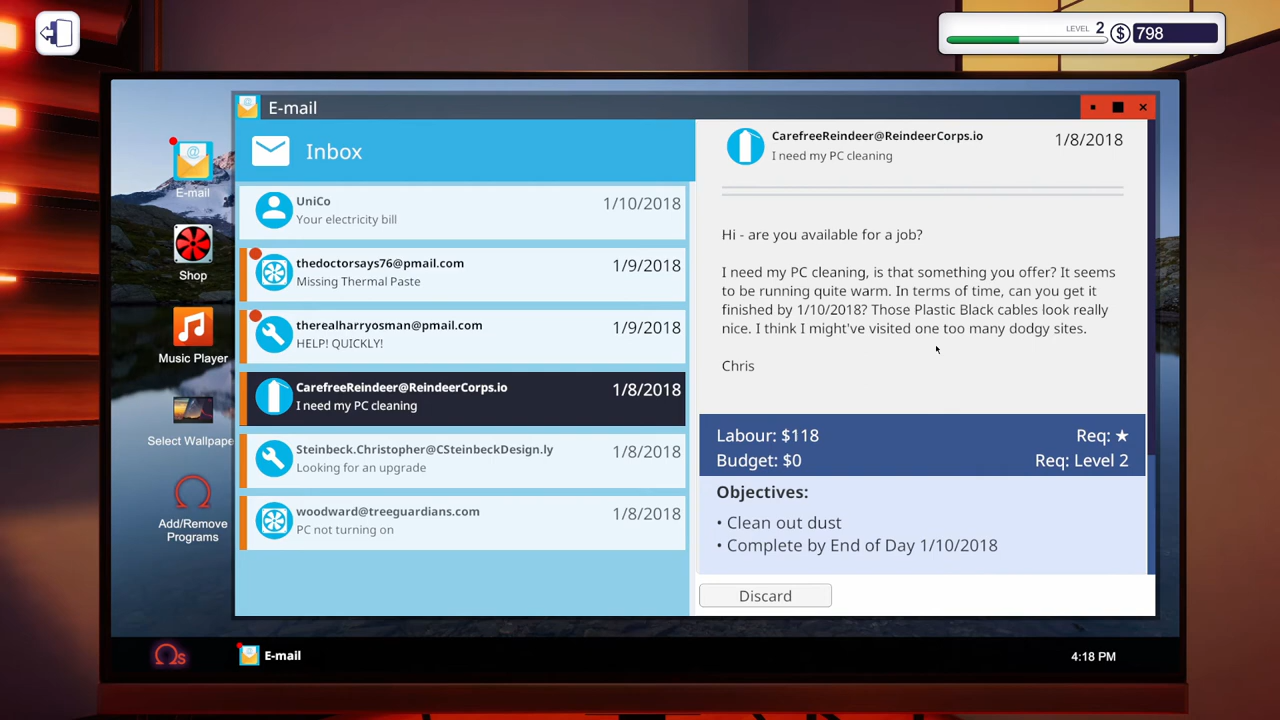 LEVEL 2
$ 798
E-mail
Inbox
UniCo
1/10/2018
Your electricity bill
thedoctorsays76@pmail.com
1/9/2018
Missing Thermal Paste
therealharryosman@pmail.com
1/9/2018
HELP! QUICKLY!
CarefreeReindeer@ReindeerCorps.io
1/8/2018
I need my PC cleaning
Steinbeck.Christopher@CSteinbeckDesign.ly
1/8/2018
Looking for an upgrade
woodward@treeguardians.com
1/8/2018
PC not turning on
CarefreeReindeer@ReindeerCorps.io
1/8/2018
I need my PC cleaning
Hi - are you available for a job?
I need my PC cleaning, is that something you offer? It seems
to be running quite warm. In terms of time, can you get it
finished by 1/10/2018? Those Plastic Black cables look really
nice. I think I might've visited one too many dodgy sites.
Chris
Labour: $118
Req: ★
Budget: $0
Req: Level 2
Objectives:
• Clean out dust
• Complete by End of Day 1/10/2018
Discard
E-mail
Shop
Music Player
Select Wallpape
Add/Remove
Programs
Ωs
E-mail
4:18 PM